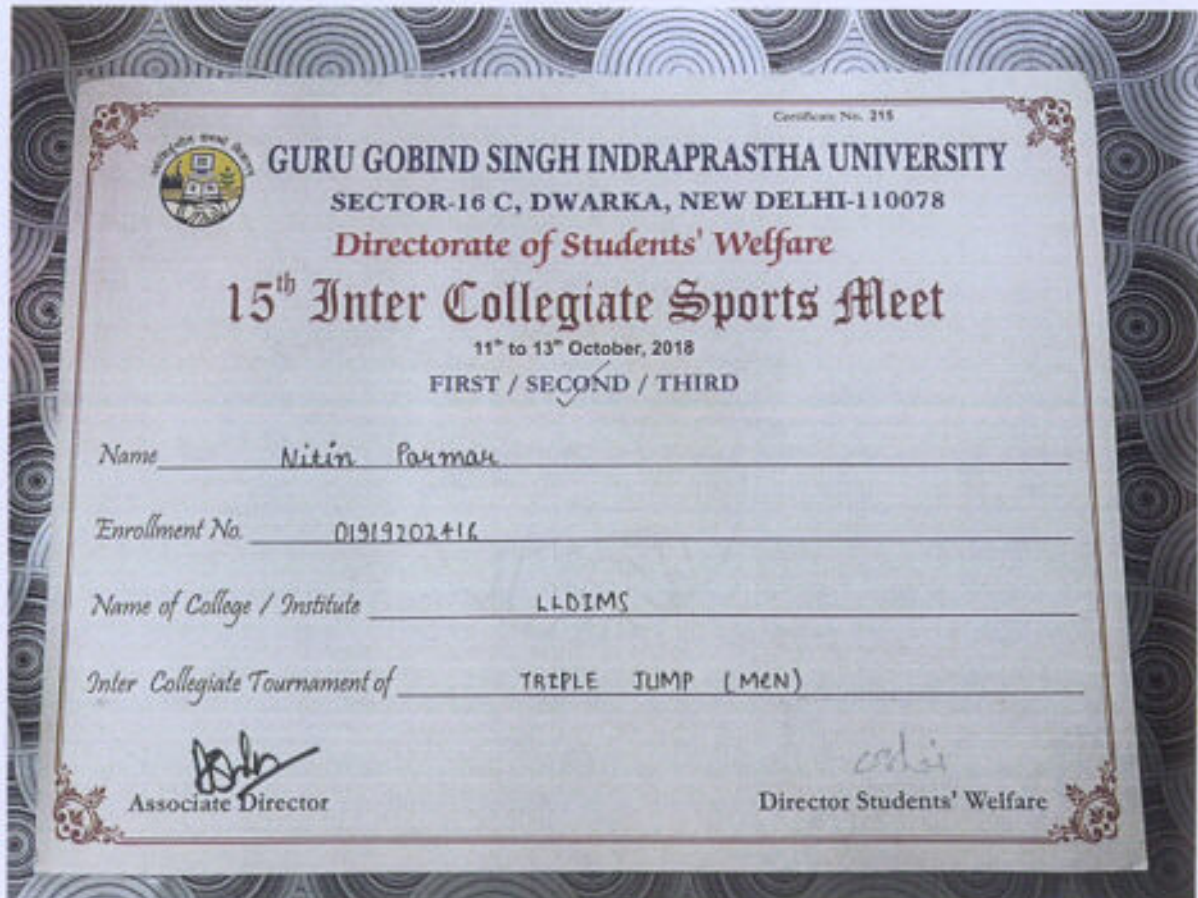 Certificate No. 215
GURU GOBIND SINGH INDRAPRASTHA UNIVERSITY
SECTOR-16 C, DWARKA, NEW DELHI-110078
Directorate of Students' Welfare
15th Inter Collegiate Sports Meet
11th to 13th October, 2018
FIRST / SECOND / THIRD
Name Nitin Parmar
Enrollment No. 01919202416
Name of College / Institute LLDIMS
Inter Collegiate Tournament of TRIPLE JUMP (MEN)
Associate Director
Director Students' Welfare